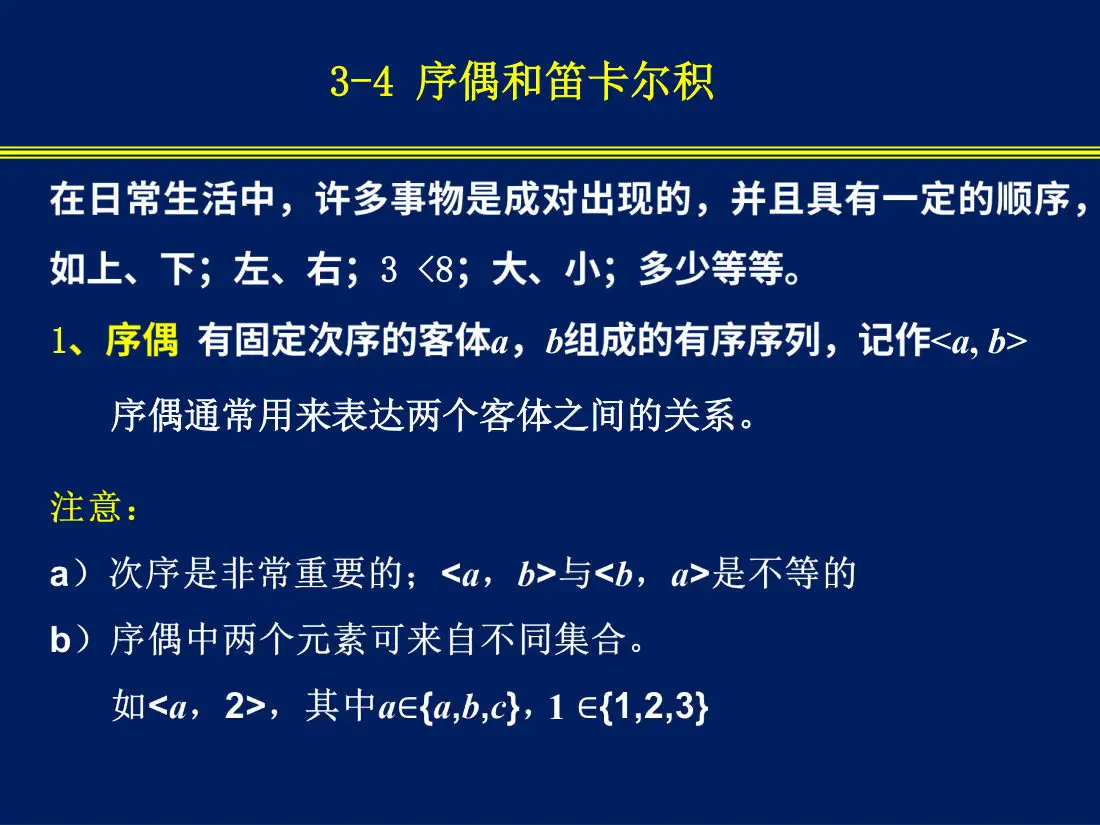 3-4 序偶和笛卡尔积
在日常生活中，许多事物是成对出现的，并且具有一定的顺序，
如上、下；左、右；3 <8；大、小；多少等等。
1、序偶 有固定次序的客体a，b组成的有序序列，记作<a, b>
序偶通常用来表达两个客体之间的关系。
注意：
a）次序是非常重要的；<a，b>与<b，a>是不等的
b）序偶中两个元素可来自不同集合。
如<a，2>，其中a∈{a,b,c}，1 ∈{1,2,3}